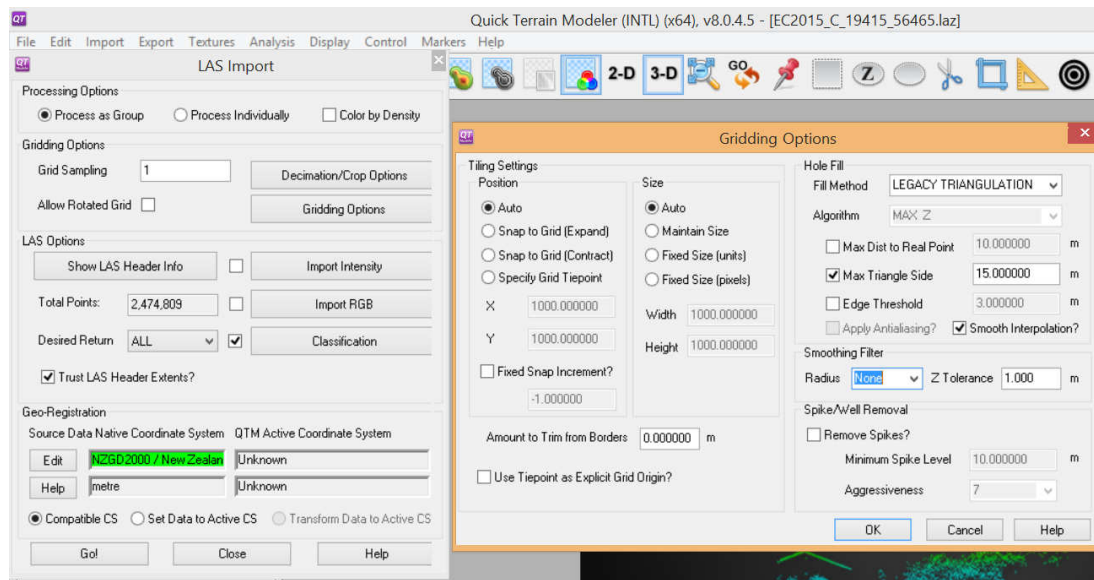 QT Quick Terrain Modeler (INTL) (x64), v8.0.4.5 - [EC2015_C_19415_56465.laz]
File Edit Import Export Textures Analysis Display Control Markers Help
QT LAS Import
2-D 3-D GO Z
Processing Options
Process as Group Process Individually Color by Density
Gridding Options
Grid Sampling 1 Decimation/Crop Options
Allow Rotated Grid Gridding Options
LAS Options
Show LAS Header Info Import Intensity
Total Points: 2,474,809 Import RGB
Desired Return ALL Classification
Trust LAS Header Extents?
Geo-Registration
Source Data Native Coordinate System QTM Active Coordinate System
Edit NZGD2000 / New Zealan Unknown
Help metre Unknown
Compatible CS Set Data to Active CS Transform Data to Active CS
Go! Close Help
QT Gridding Options
Tiling Settings
Position
Auto
Snap to Grid (Expand)
Snap to Grid (Contract)
Specify Grid Tiepoint
X 1000.000000
Y 1000.000000
Fixed Snap Increment?
-1.000000
Size
Auto
Maintain Size
Fixed Size (units)
Fixed Size (pixels)
Width 1000.000000
Height 1000.000000
Amount to Trim from Borders 0.000000 m
Use Tiepoint as Explicit Grid Origin?
Hole Fill
Fill Method LEGACY TRIANGULATION
Algorithm MAX Z
Max Dist to Real Point 10.000000 m
Max Triangle Side 15.000000 m
Edge Threshold 3.000000 m
Apply Antialiasing? Smooth Interpolation?
Smoothing Filter
Radius None Z Tolerance 1.000 m
Spike/Well Removal
Remove Spikes?
Minimum Spike Level 10.000000 m
Aggressiveness 7
OK Cancel Help